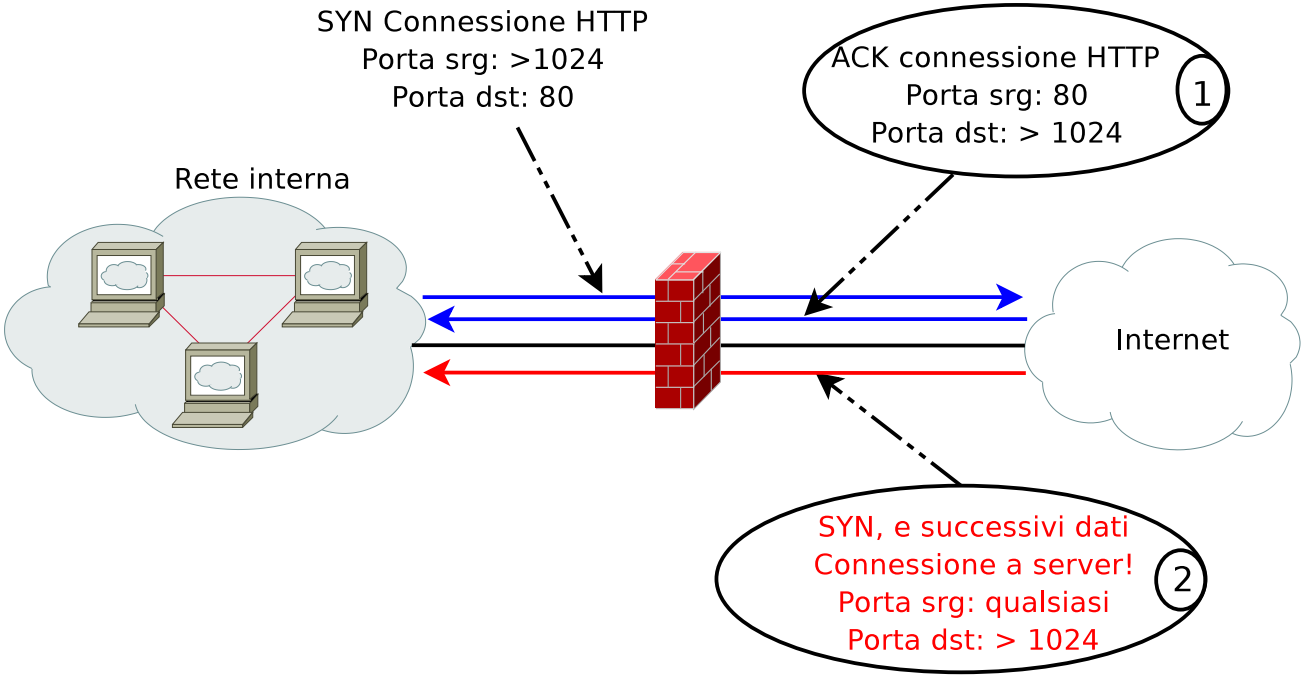 SYN Connessione HTTP
Porta srg: >1024
Porta dst: 80
ACK connessione HTTP
Porta srg: 80
Porta dst: > 1024
1
Rete interna
Internet
SYN, e successivi dati
Connessione a server!
Porta srg: qualsiasi
Porta dst: > 1024
2